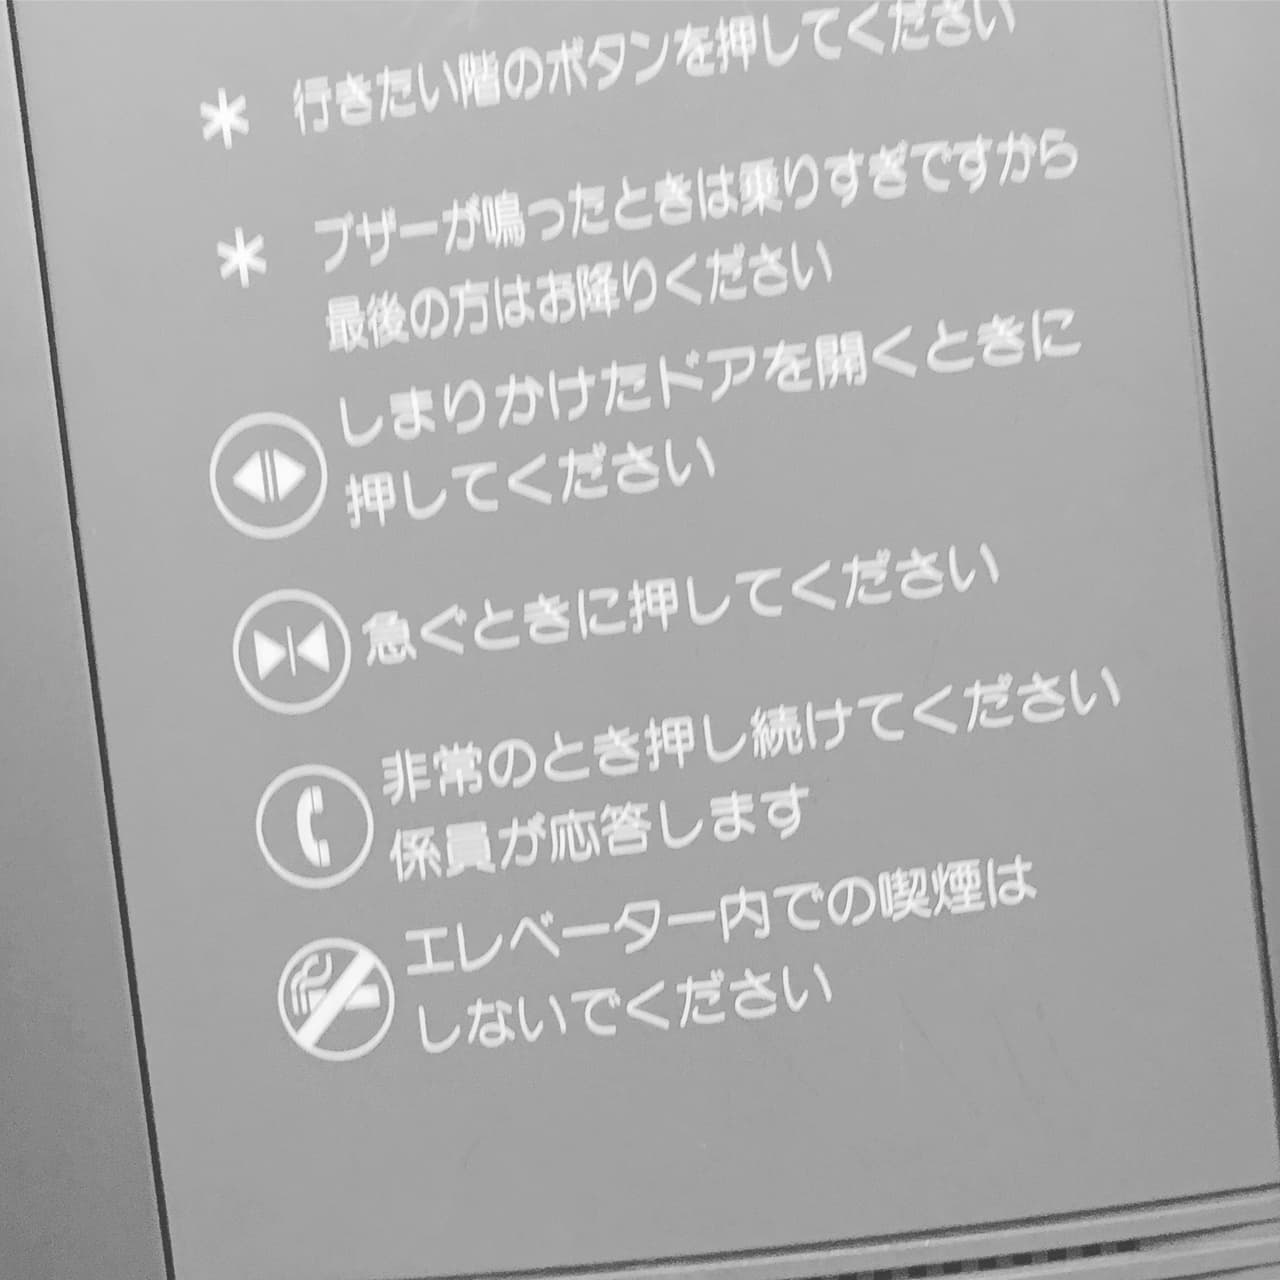 * 行きたい階のボタンを押してください
* ブザーが鳴ったときは乗りすぎですから
最後の方はお降りください
しまりかけたドアを開くときに
押してください
急ぐときに押してください
非常のとき押し続けてください
係員が応答します
エレベーター内での喫煙は
しないでください